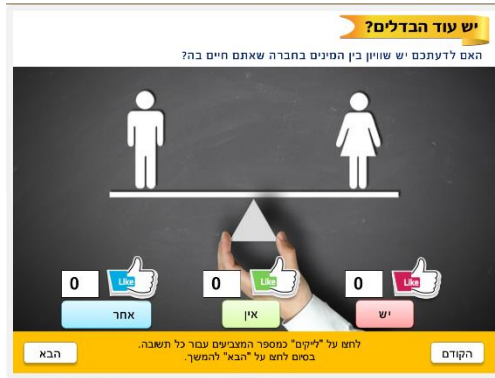 יש עוד הבדלים?
האם לדעתכם יש שוויון בין המינים בחברה שאתם חיים בה?
0 Like 0 Like 0 Like
יש אין אחר
לחצו על "לייקים" כמספר המצביעים עבור כל תשובה.
בסיום לחצו על "הבא" להמשך.
הקודם הבא